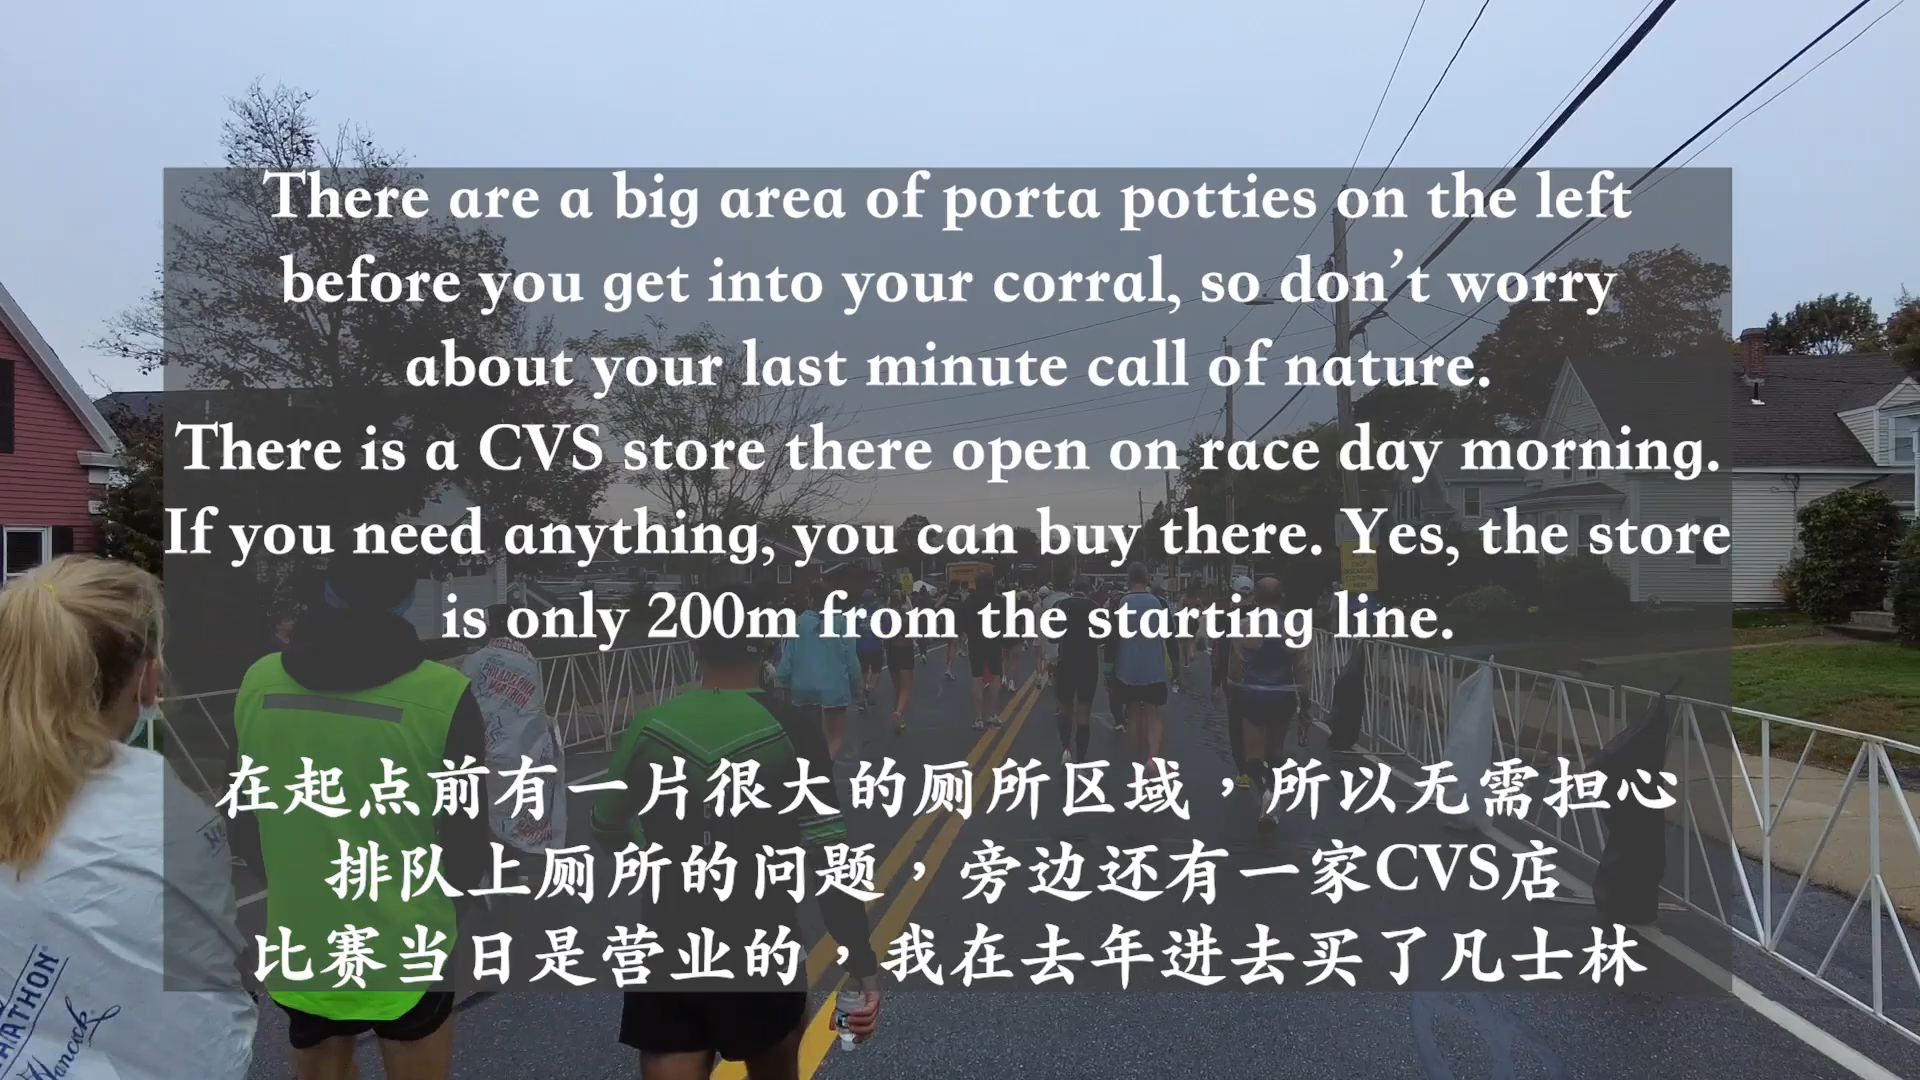 There are a big area of porta potties on the left
before you get into your corral, so don’t worry
about your last minute call of nature.
There is a CVS store there open on race day morning.
If you need anything, you can buy there. Yes, the store
is only 200m from the starting line.
在起点前有一片很大的厕所区域，所以无需担心
排队上厕所的问题，旁边还有一家CVS店
比赛当日是营业的，我在去年进去买了凡士林
PHILADELPHIA
MARATHON
Hancock